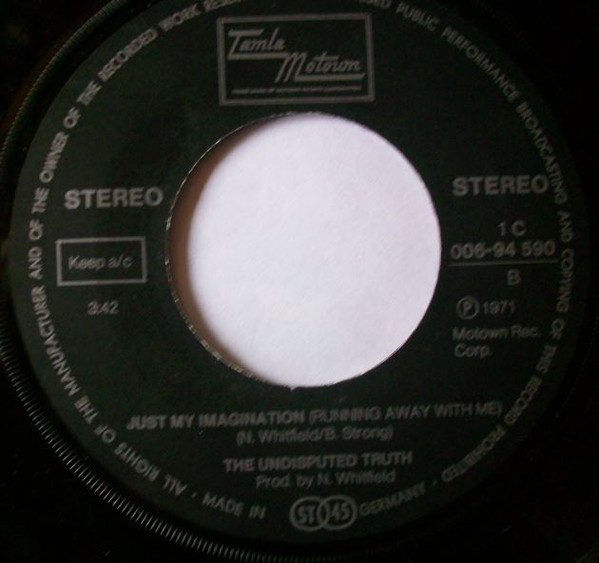 Tamla
Motown
ALL RIGHTS OF THE MANUFACTURER AND OF THE OWNER OF THE RECORDED WORK
PUBLIC PERFORMANCE BROADCASTING AND COPYING OF THIS RECORD PROHIBITED
STEREO
STEREO
Keep a/c
3:42
1 C
006-94 590
B
Ⓟ 1971
Motown Rec.
Corp.
JUST MY IMAGINATION (RUNNING AWAY WITH ME)
(N. Whitfield/B. Strong)
THE UNDISPUTED TRUTH
Prod. by N. Whitfield
· MADE IN GERMANY ·
ST 45